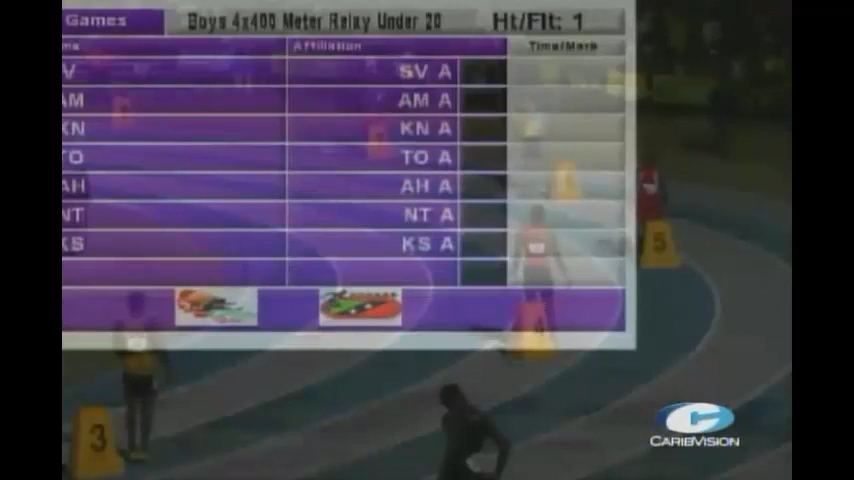 Games Boys 4x400 Meter Relay Under 20 Ht/Flt: 1
Affiliation Time/Mark
V SV A
AM AM A
KN KN A
TO TO A
AH AH A
NT NT A
KS KS A
5
3
CARIBVISION